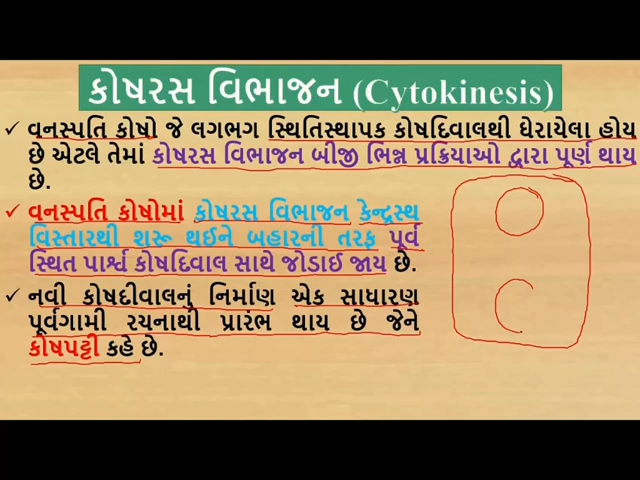 કોષરસ વિભાજન (Cytokinesis)
✓ વનસ્પતિ કોષો જે લગભગ સ્થિતિસ્થાપક કોષદિવાલથી ઘેરાયેલા હોય
છે એટલે તેમાં કોષરસ વિભાજન બીજી ભિન્ન પ્રક્રિયાઓ દ્વારા પૂર્ણ થાય
છે.
✓ વનસ્પતિ કોષોમાં કોષરસ વિભાજન કેન્દ્રસ્થ
વિસ્તારથી શરૂ થઈને બહારની તરફ પૂર્વ
સ્થિત પાર્શ્વ કોષદિવાલ સાથે જોડાઈ જાય છે.
✓ નવી કોષદીવાલનું નિર્માણ એક સાધારણ
પૂર્વગામી રચનાથી પ્રારંભ થાય છે જેને
કોષપટ્ટી કહે છે.